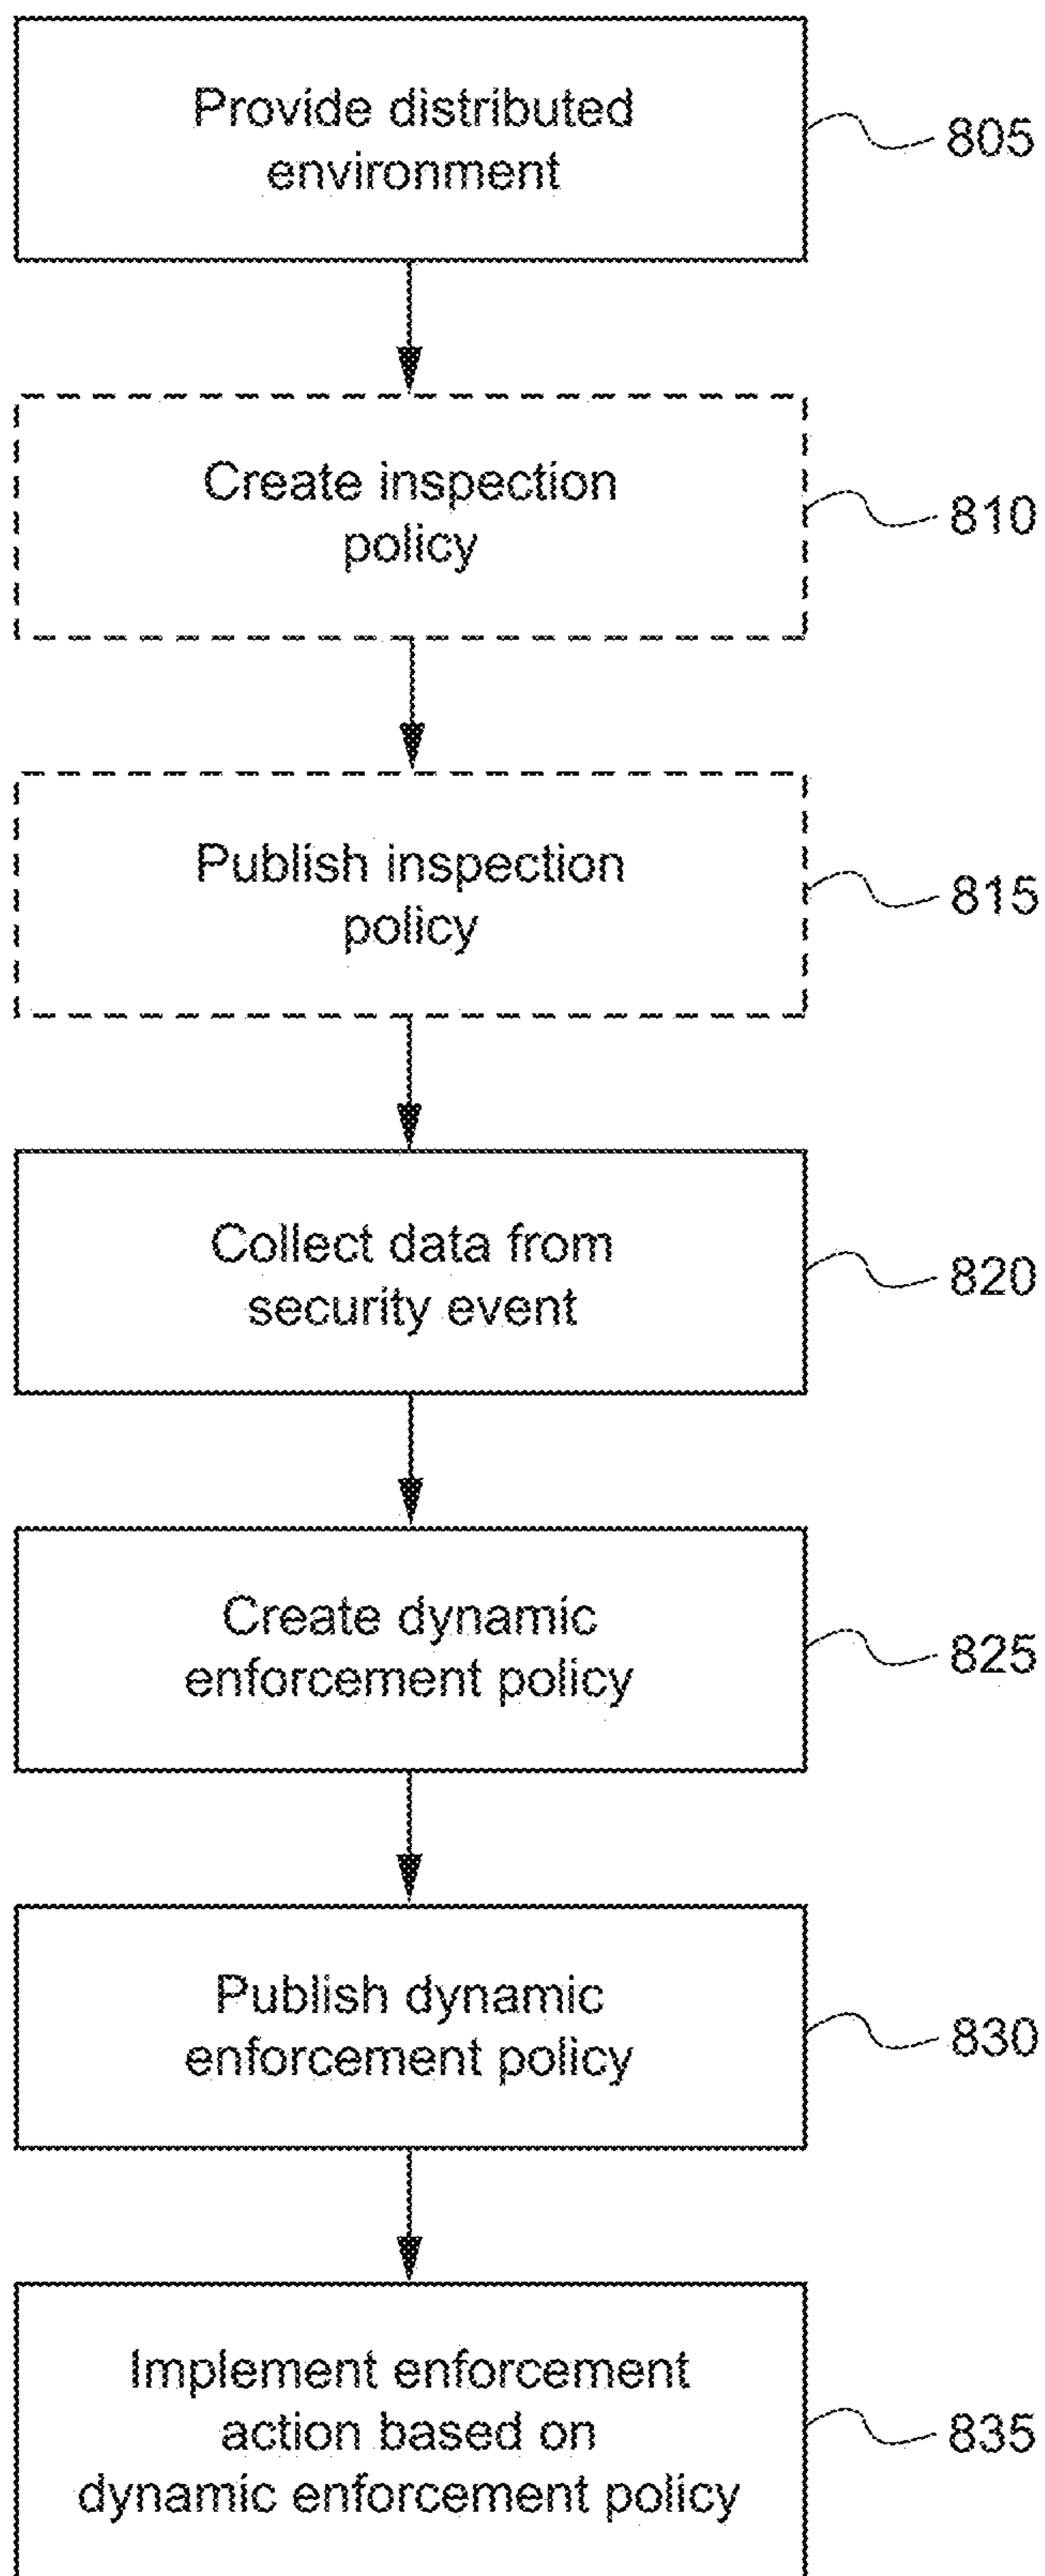 Provide distributed
environment
805
Create inspection
policy
810
Publish inspection
policy
815
Collect data from
security event
820
Create dynamic
enforcement policy
825
Publish dynamic
enforcement policy
830
Implement enforcement
action based on
dynamic enforcement policy
835